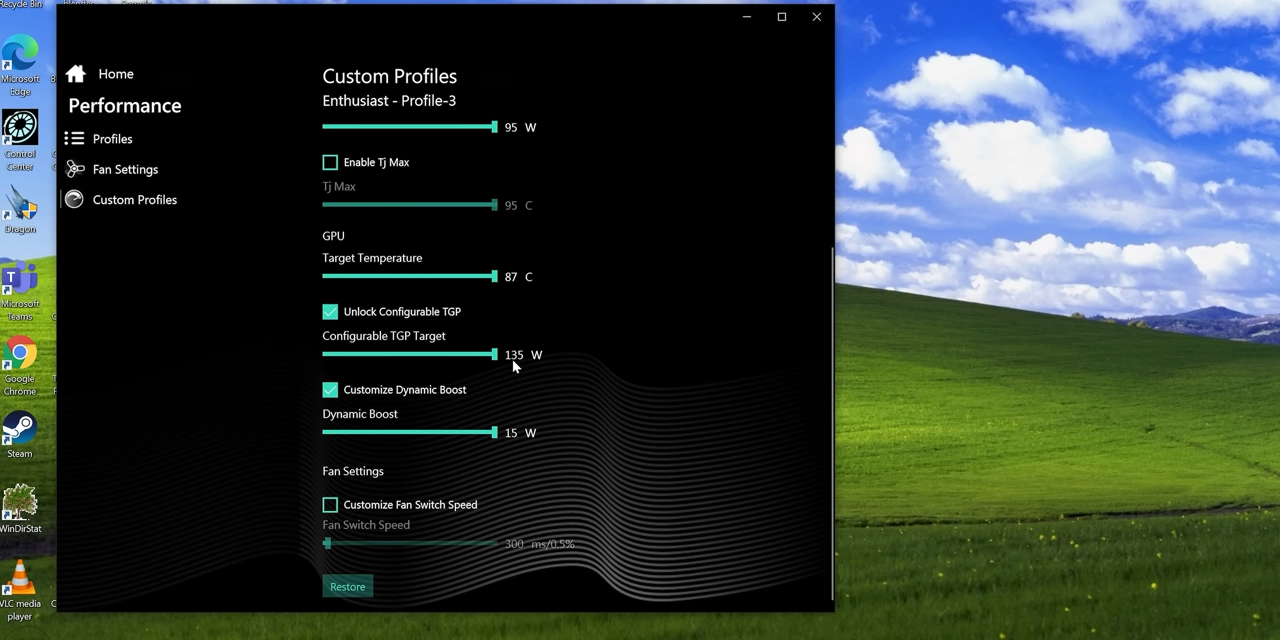 Recycle Bin
Microsoft
Edge
Control
Center
Dragon
Microsoft
Teams
Google
Chrome
Steam
WinDirStat
VLC media
player
Home
Performance
Profiles
Fan Settings
Custom Profiles
Custom Profiles
Enthusiast - Profile-3
95 W
Enable Tj Max
Tj Max
95 C
GPU
Target Temperature
87 C
Unlock Configurable TGP
Configurable TGP Target
135 W
Customize Dynamic Boost
Dynamic Boost
15 W
Fan Settings
Customize Fan Switch Speed
Fan Switch Speed
300 ms/0.5%
Restore